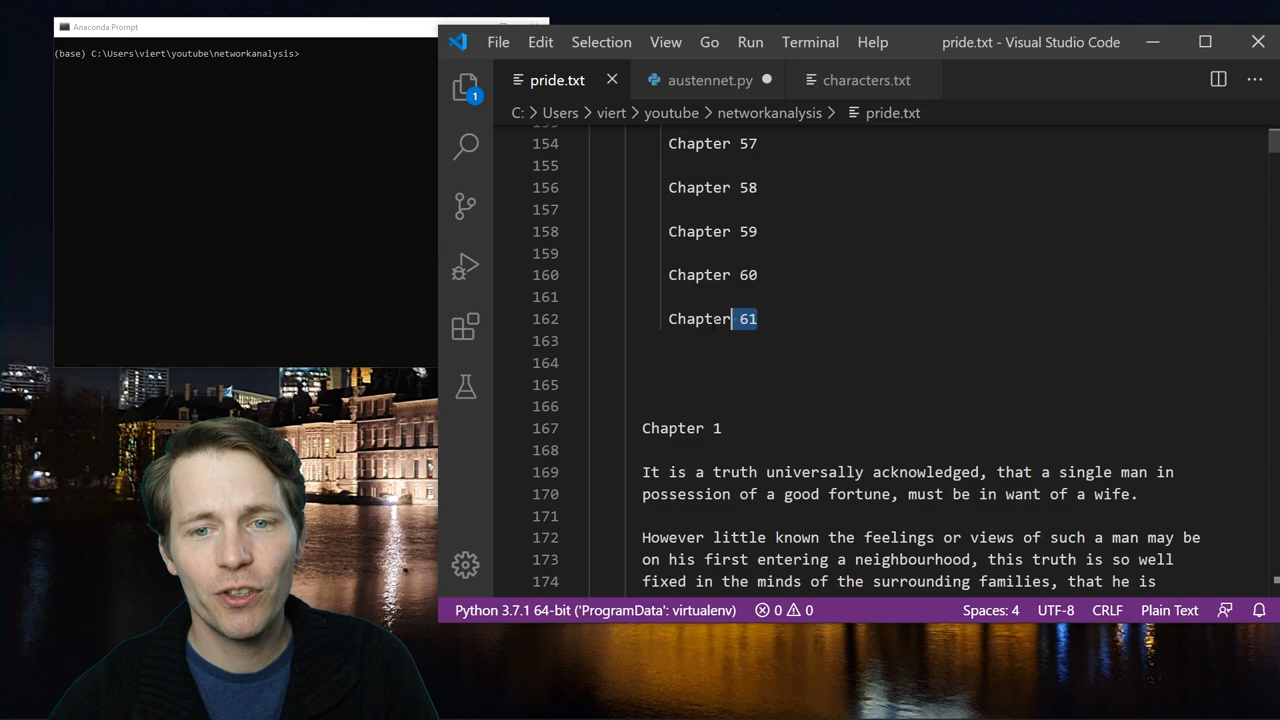 Anaconda Prompt
(base) C:\Users\viert\youtube\networkanalysis>
File Edit Selection View Go Run Terminal Help pride.txt - Visual Studio Code
pride.txt austennet.py characters.txt
1
C: > Users > viert > youtube > networkanalysis > pride.txt
154 Chapter 57
155
156 Chapter 58
157
158 Chapter 59
159
160 Chapter 60
161
162 Chapter 61
163
164
165
166
167 Chapter 1
168
169 It is a truth universally acknowledged, that a single man in
170 possession of a good fortune, must be in want of a wife.
171
172 However little known the feelings or views of such a man may be
173 on his first entering a neighbourhood, this truth is so well
174 fixed in the minds of the surrounding families, that he is
Python 3.7.1 64-bit ('ProgramData': virtualenv) 0 0 Spaces: 4 UTF-8 CRLF Plain Text